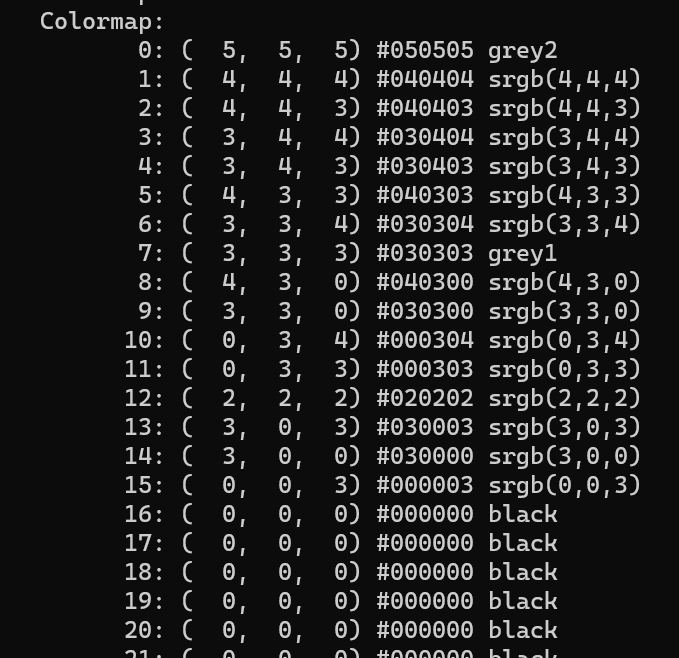 Colormap:
0: (  5,  5,  5) #050505 grey2
1: (  4,  4,  4) #040404 srgb(4,4,4)
2: (  4,  4,  3) #040403 srgb(4,4,3)
3: (  3,  4,  4) #030404 srgb(3,4,4)
4: (  3,  4,  3) #030403 srgb(3,4,3)
5: (  4,  3,  3) #040303 srgb(4,3,3)
6: (  3,  3,  4) #030304 srgb(3,3,4)
7: (  3,  3,  3) #030303 grey1
8: (  4,  3,  0) #040300 srgb(4,3,0)
9: (  3,  3,  0) #030300 srgb(3,3,0)
10: (  0,  3,  4) #000304 srgb(0,3,4)
11: (  0,  3,  3) #000303 srgb(0,3,3)
12: (  2,  2,  2) #020202 srgb(2,2,2)
13: (  3,  0,  3) #030003 srgb(3,0,3)
14: (  3,  0,  0) #030000 srgb(3,0,0)
15: (  0,  0,  3) #000003 srgb(0,0,3)
16: (  0,  0,  0) #000000 black
17: (  0,  0,  0) #000000 black
18: (  0,  0,  0) #000000 black
19: (  0,  0,  0) #000000 black
20: (  0,  0,  0) #000000 black
21: (  0,  0,  0) #000000 black